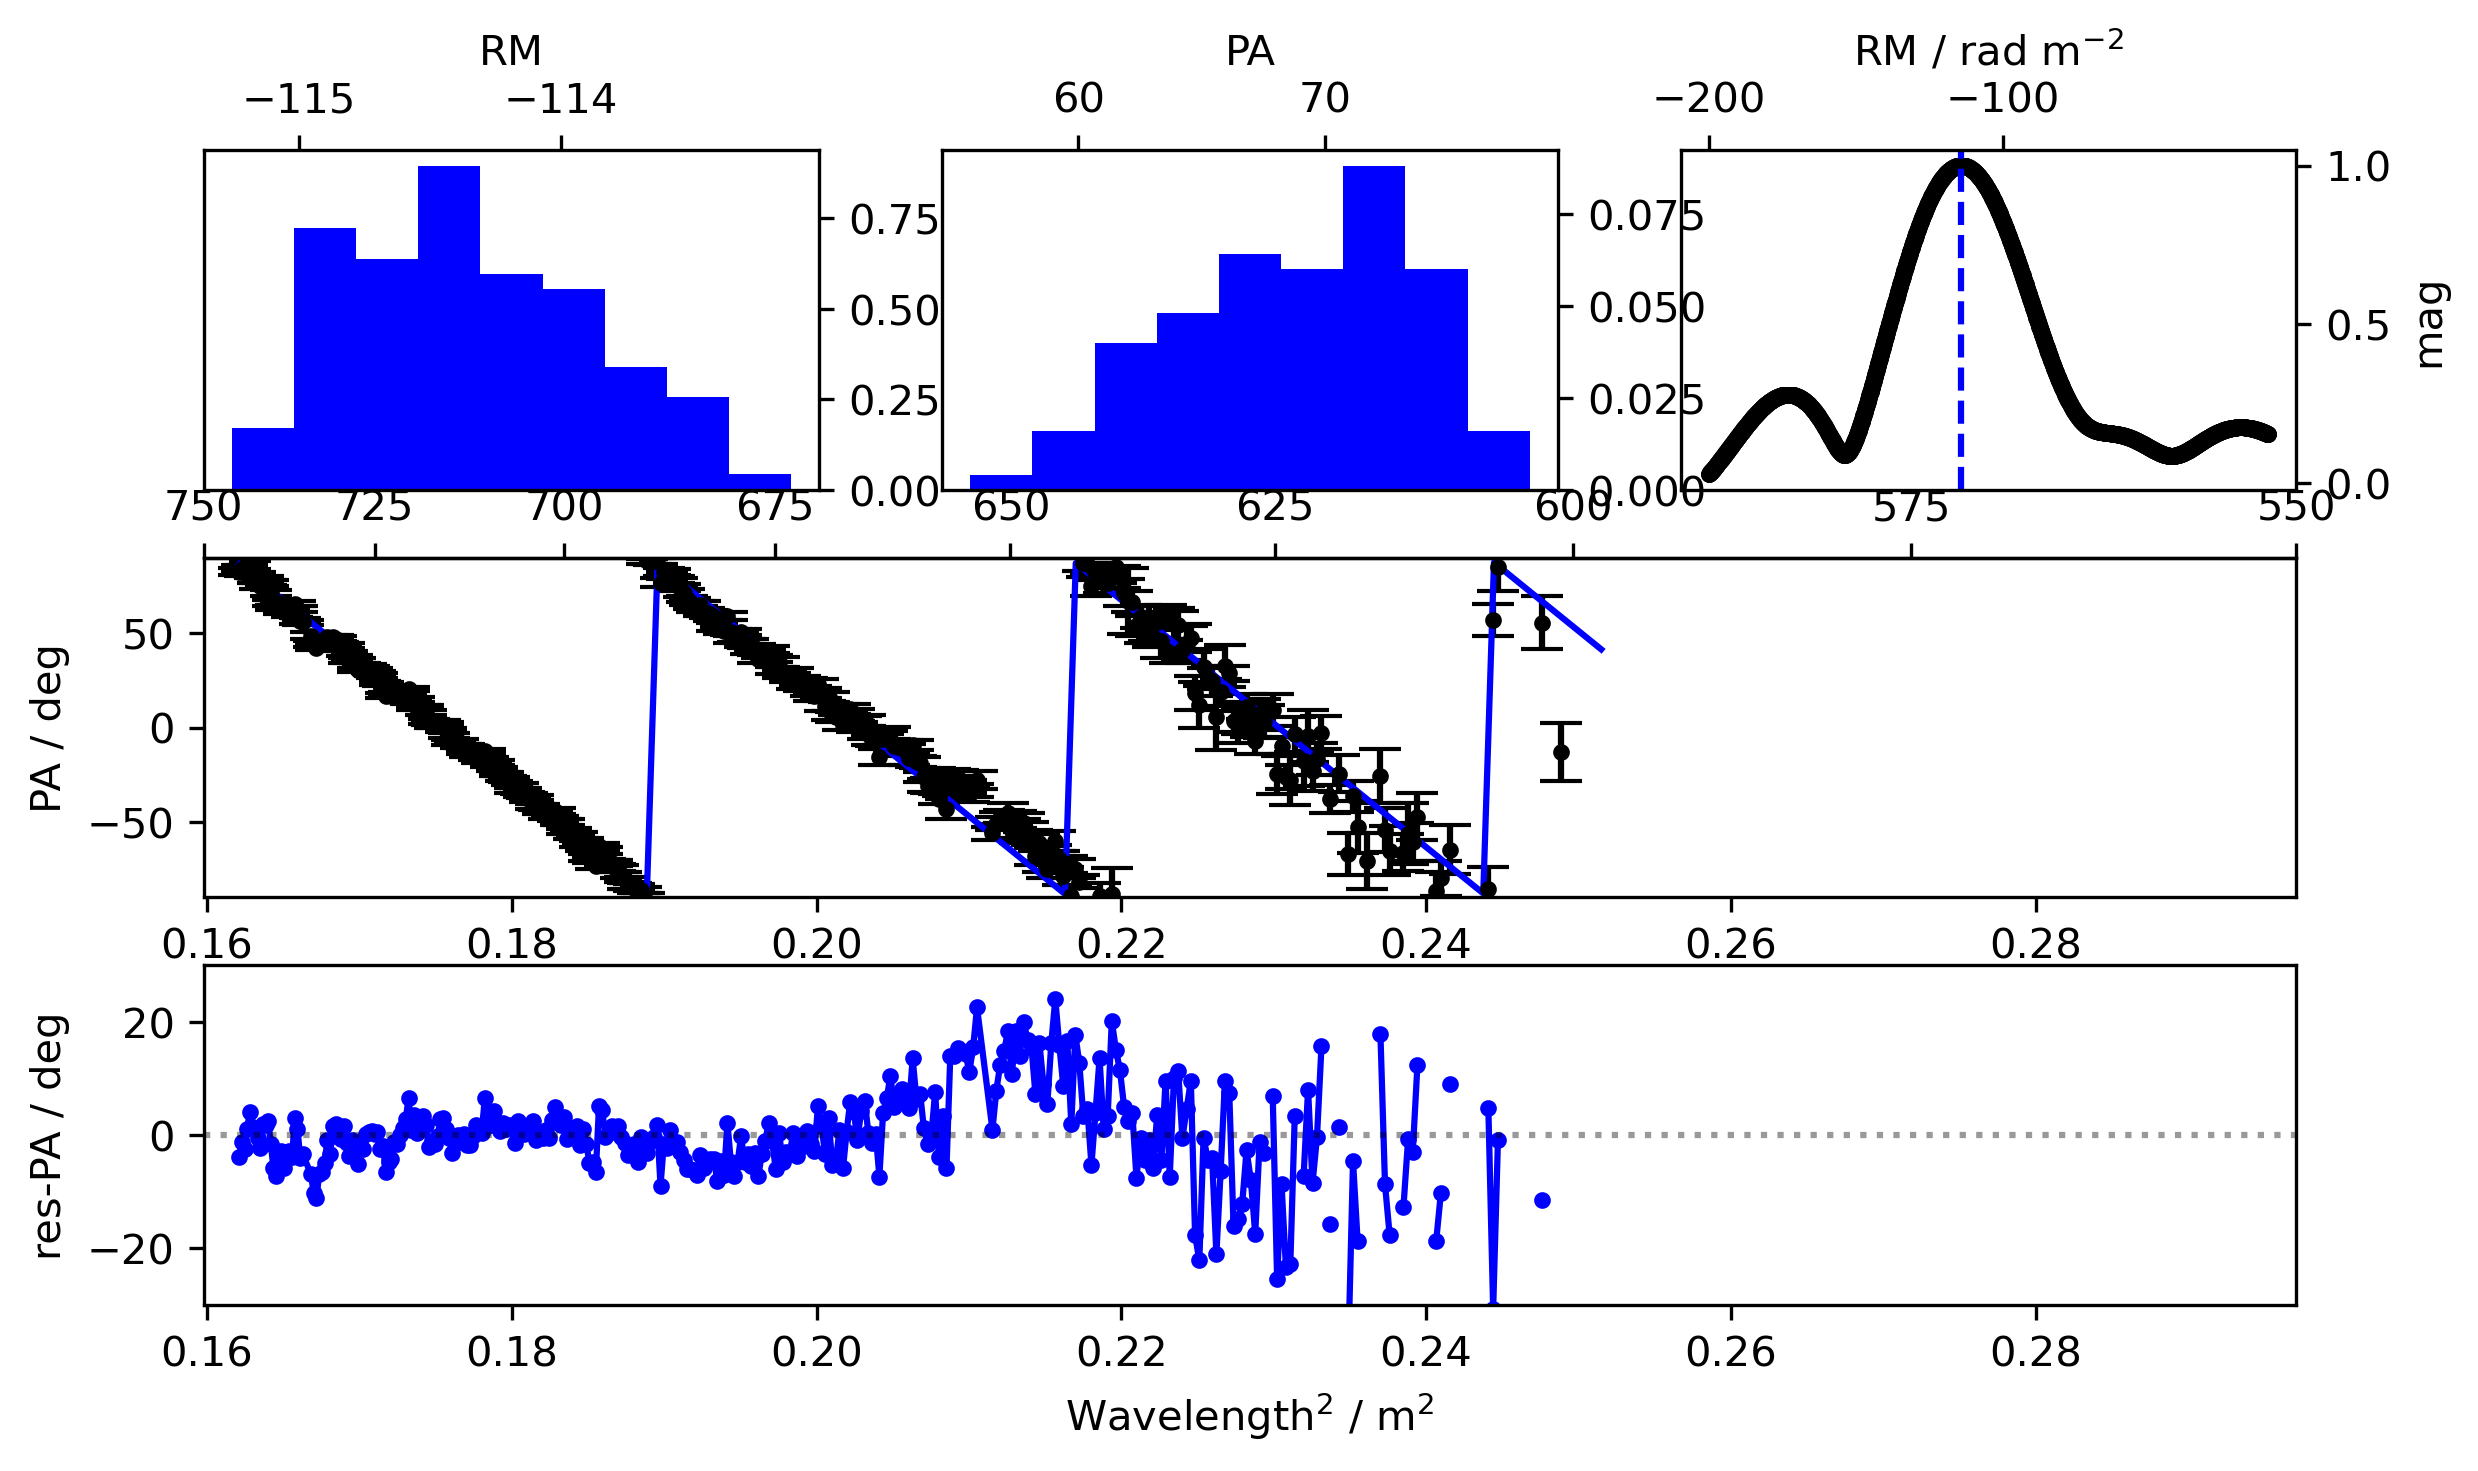 RM PA RM / rad m⁻²
−115 −114 60 70 −200 −100
0.75 0.075 1.0
0.50 0.050 0.5 mag
0.25 0.025
0.00 0.000 0.0
750 725 700 675 650 625 600 575 550
PA / deg
50
0
−50
0.16 0.18 0.20 0.22 0.24 0.26 0.28
res-PA / deg
20
0
−20
0.16 0.18 0.20 0.22 0.24 0.26 0.28
Wavelength² / m²